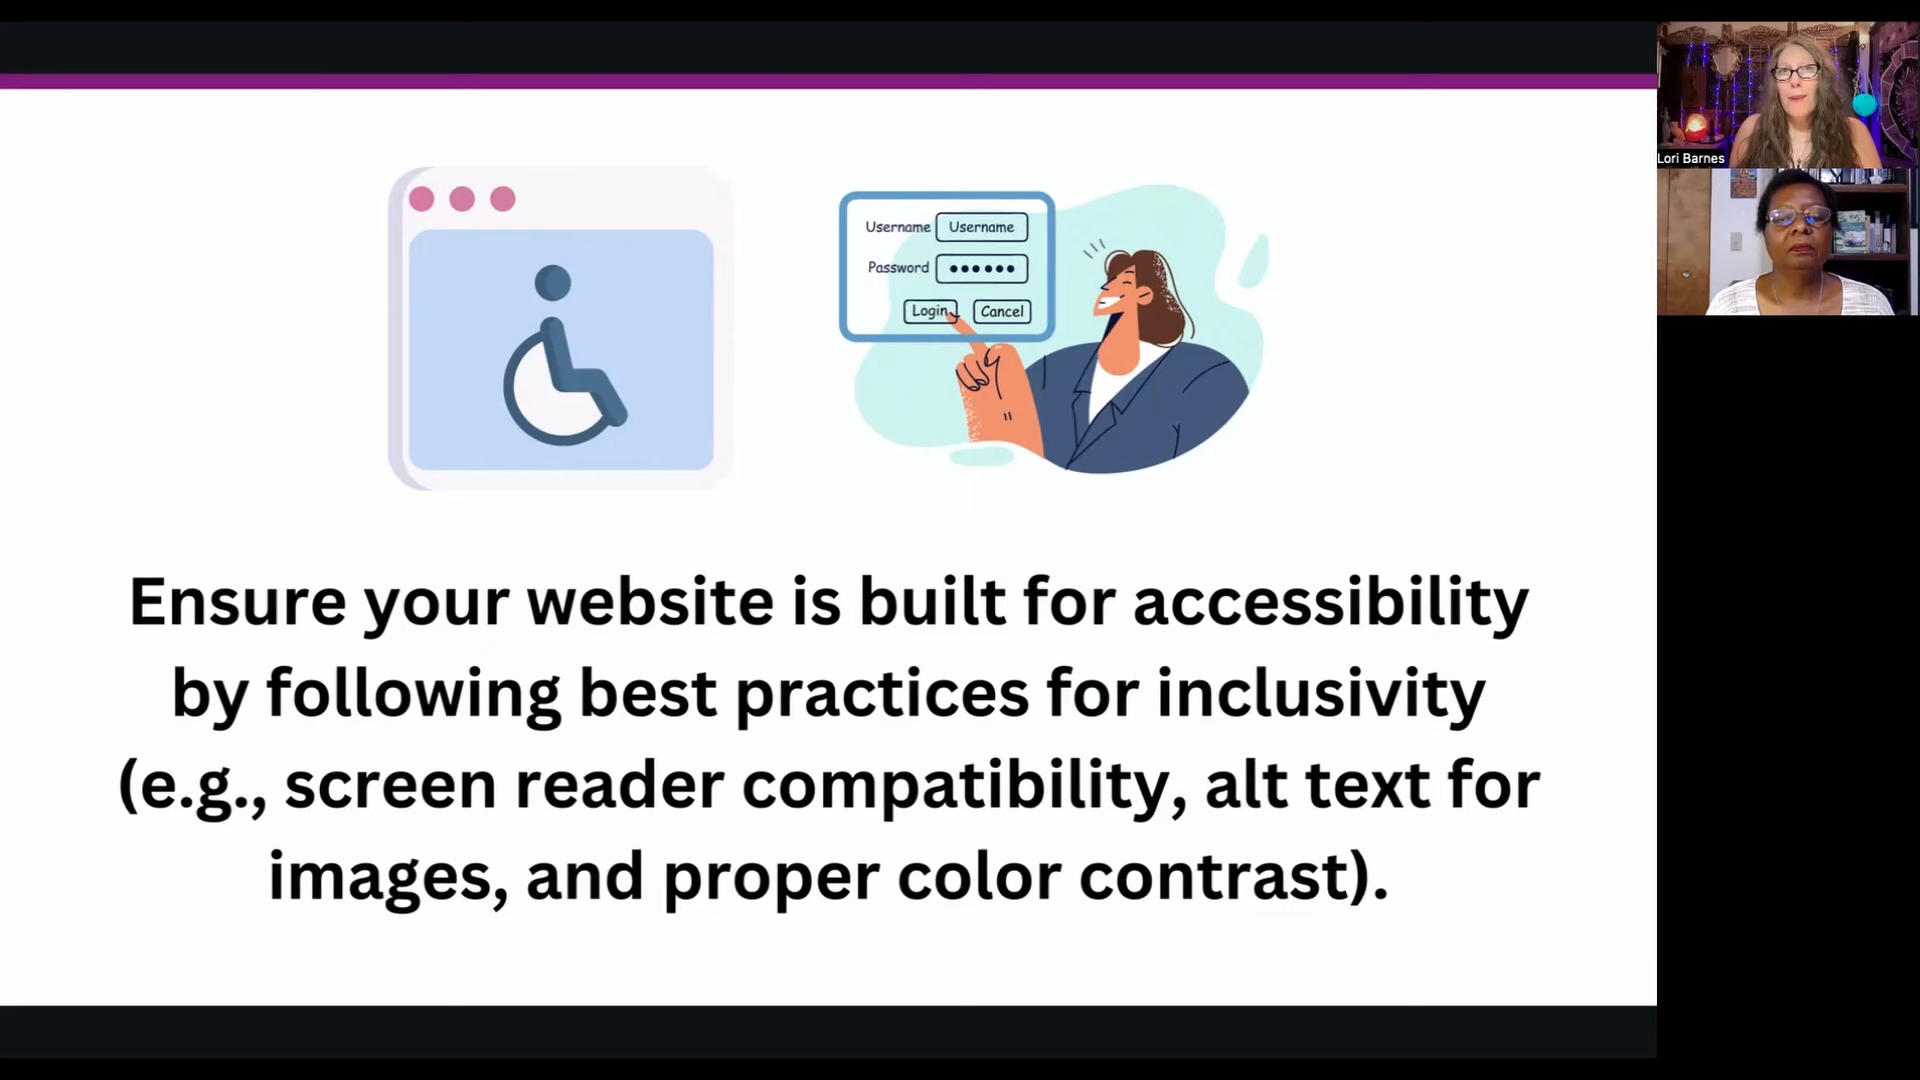 Username Username
Password
Login Cancel
Ensure your website is built for accessibility
by following best practices for inclusivity
(e.g., screen reader compatibility, alt text for
images, and proper color contrast).
Lori Barnes